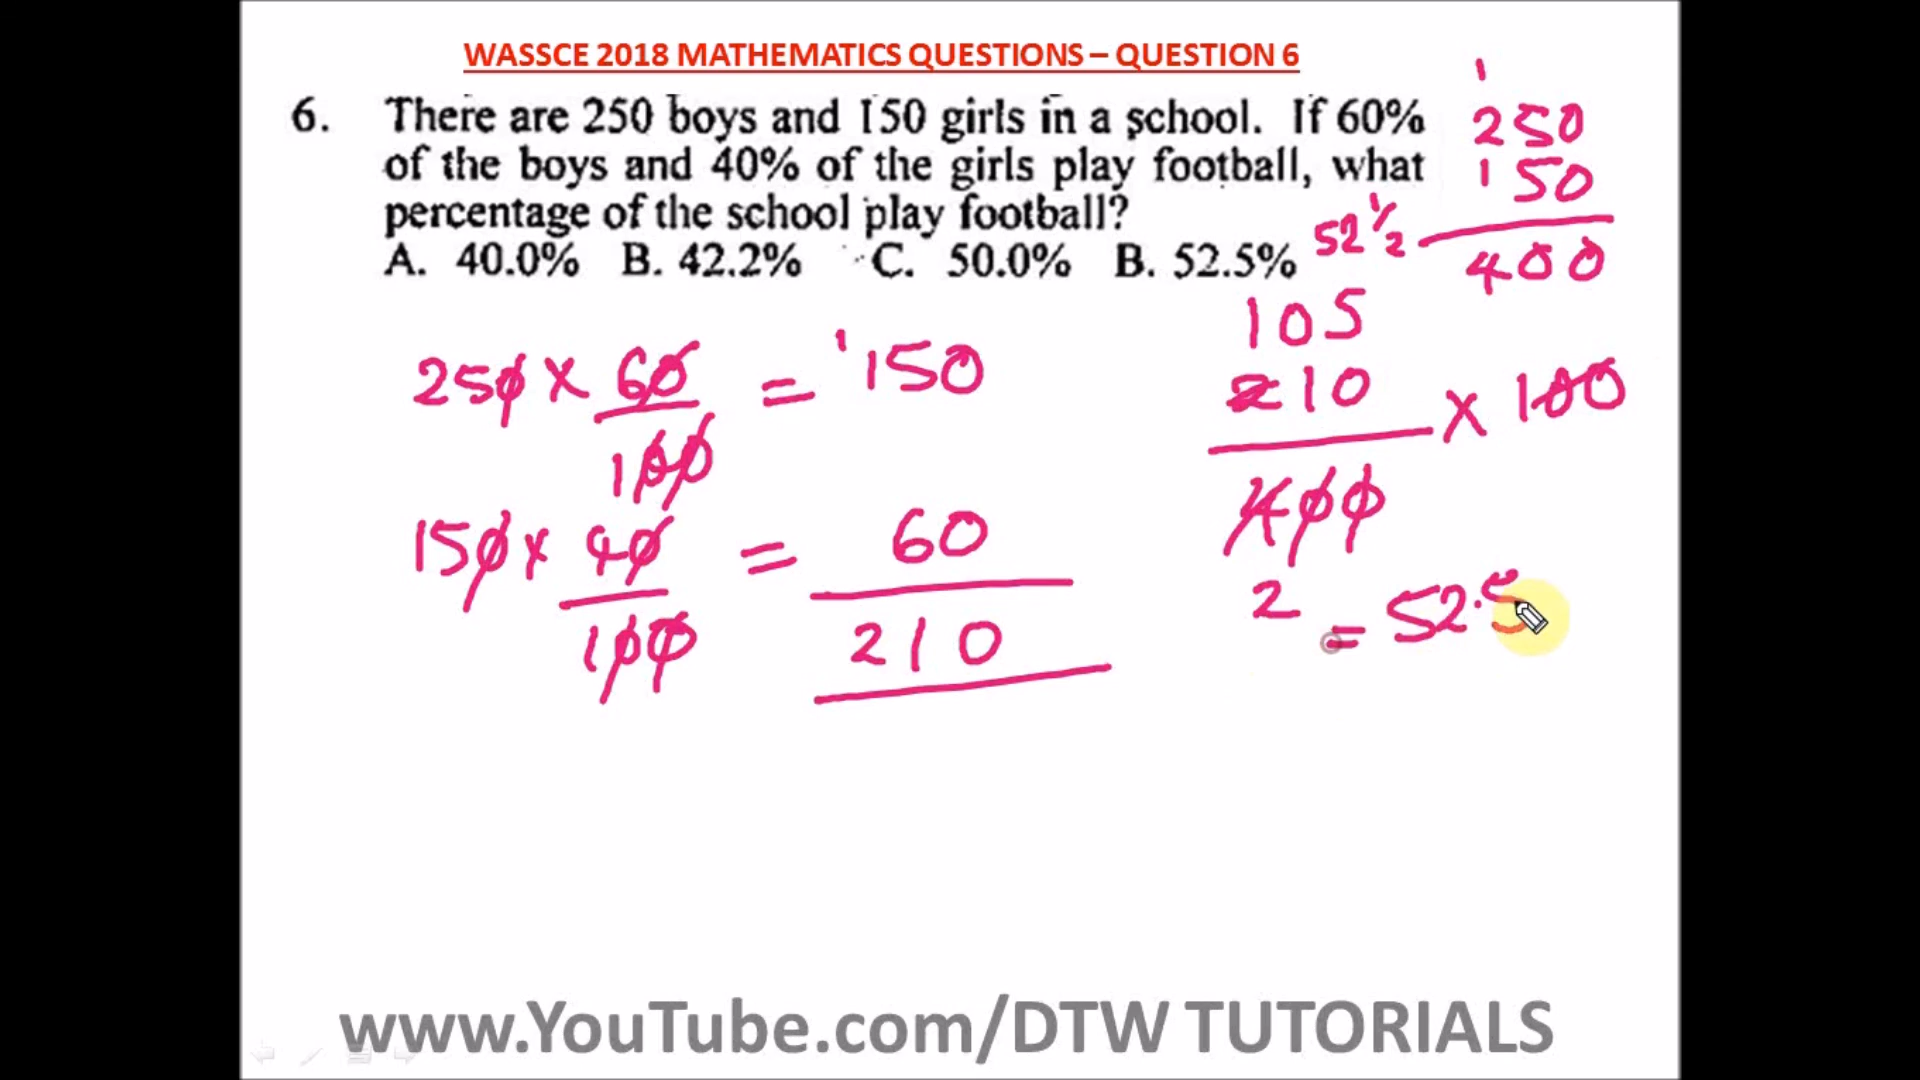 WASSCE 2018 MATHEMATICS QUESTIONS – QUESTION 6
6. There are 250 boys and 150 girls in a school. If 60%
of the boys and 40% of the girls play football, what
percentage of the school play football?
A. 40.0% B. 42.2% C. 50.0% B. 52.5%
1
250
150
400
52 1/2
250 x 60 = 150
100
150 x 40 = 60
100
210
105
210 x 100
400
2
= 52.5
www.YouTube.com/DTW TUTORIALS